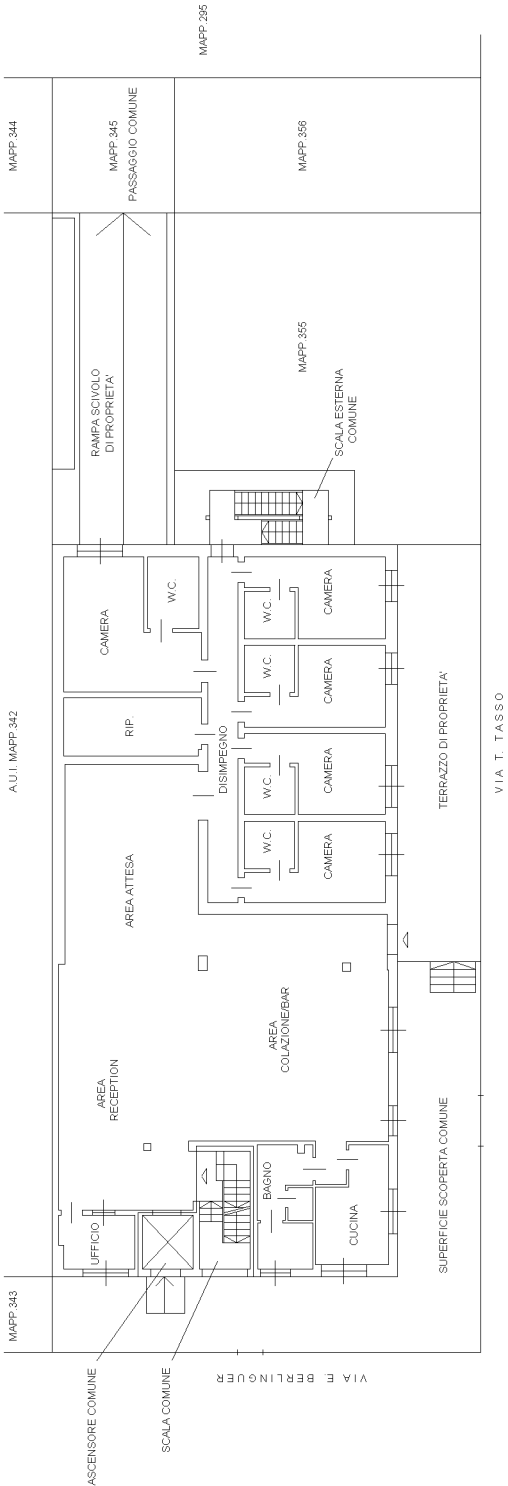 MAPP.295
MAPP.344
MAPP.345
PASSAGGIO COMUNE
MAPP.356
RAMPA SCIVOLO
DI PROPRIETA'
MAPP.355
SCALA ESTERNA
COMUNE
A.U.I. MAPP.342
CAMERA
W.C.
RIP.
DISIMPEGNO
W.C.
CAMERA
W.C.
CAMERA
W.C.
CAMERA
W.C.
CAMERA
TERRAZZO DI PROPRIETA'
VIA T. TASSO
AREA ATTESA
AREA
RECEPTION
AREA
COLAZIONE/BAR
UFFICIO
BAGNO
CUCINA
SUPERFICIE SCOPERTA COMUNE
MAPP.343
ASCENSORE COMUNE
SCALA COMUNE
VIA E. BERLINGUER